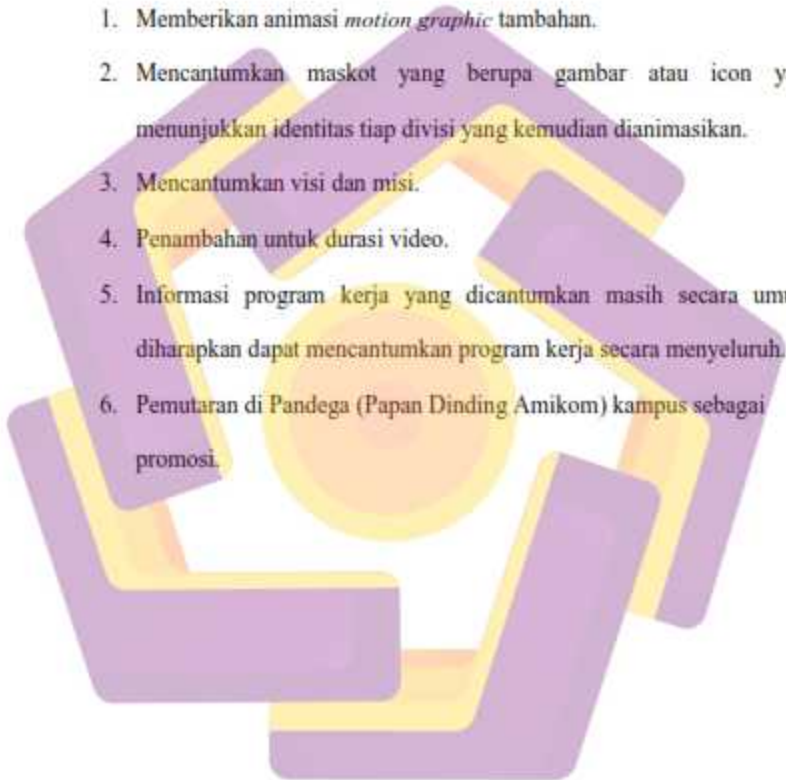 1. Memberikan animasi motion graphic tambahan.
2. Mencantumkan maskot yang berupa gambar atau icon y
menunjukkan identitas tiap divisi yang kemudian dianimasikan.
3. Mencantumkan visi dan misi.
4. Penambahan untuk durasi video.
5. Informasi program kerja yang dicantumkan masih secara umu
diharapkan dapat mencantumkan program kerja secara menyeluruh.
6. Pemutaran di Pandega (Papan Dinding Amikom) kampus sebagai
promosi.